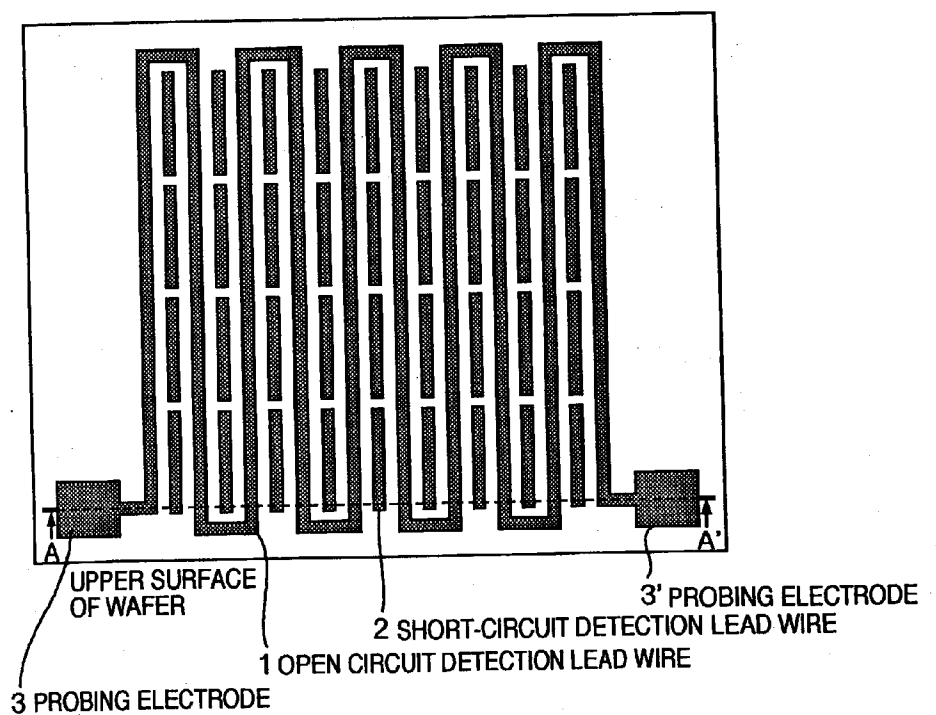 A
A'
UPPER SURFACE
OF WAFER
3' PROBING ELECTRODE
2 SHORT-CIRCUIT DETECTION LEAD WIRE
1 OPEN CIRCUIT DETECTION LEAD WIRE
3 PROBING ELECTRODE